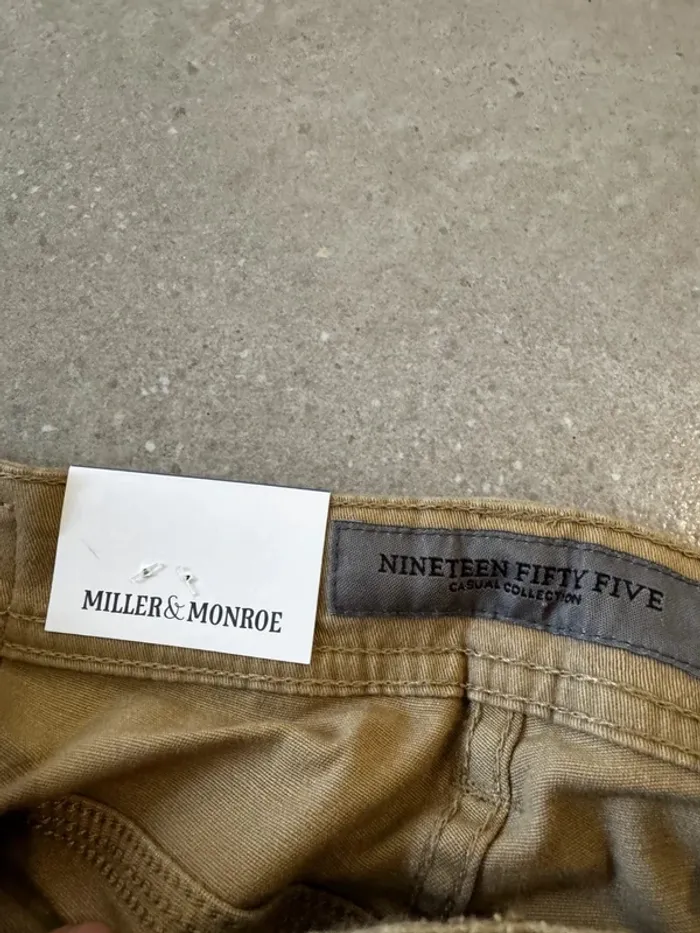 MILLER&MONROE
NINETEEN FIFTY FIVE
CASUAL COLLECTION